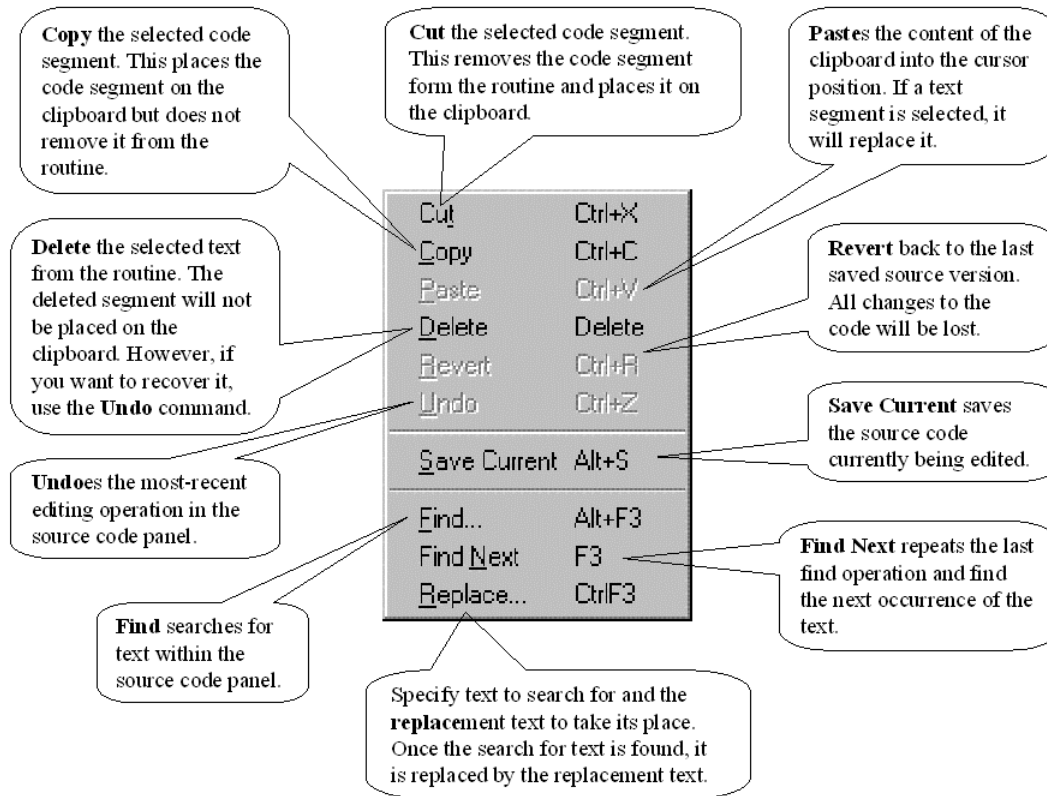 Copy the selected code
segment. This places the
code segment on the
clipboard but does not
remove it from the
routine.
Cut the selected code segment.
This removes the code segment
form the routine and places it on
the clipboard.
Pastes the content of the
clipboard into the cursor
position. If a text
segment is selected, it
will replace it.
Delete the selected text
from the routine. The
deleted segment will not
be placed on the
clipboard. However, if
you want to recover it,
use the Undo command.
Cut Ctrl+X
Copy Ctrl+C
Paste Ctrl+V
Delete Delete
Revert Ctrl+R
Undo Ctrl+Z
Save Current Alt+S
Find... Alt+F3
Find Next F3
Replace... CtrlF3
Revert back to the last
saved source version.
All changes to the
code will be lost.
Save Current saves
the source code
currently being edited.
Undoes the most-recent
editing operation in the
source code panel.
Find Next repeats the last
find operation and find
the next occurrence of the
text.
Find searches for
text within the
source code panel.
Specify text to search for and the
replacement text to take its place.
Once the search for text is found, it
is replaced by the replacement text.